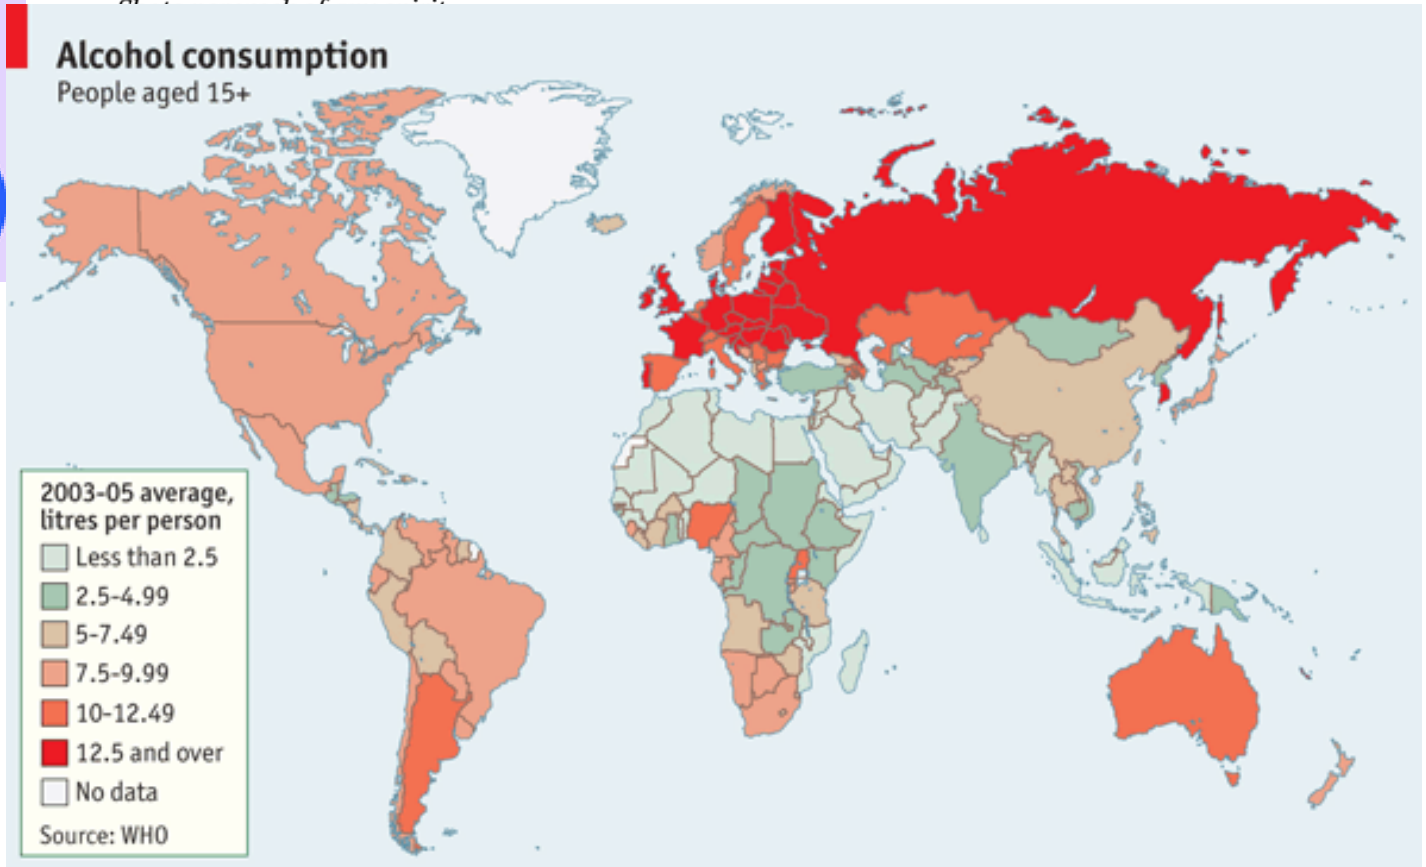 Alcohol consumption
People aged 15+
2003-05 average,
litres per person
Less than 2.5
2.5-4.99
5-7.49
7.5-9.99
10-12.49
12.5 and over
No data
Source: WHO